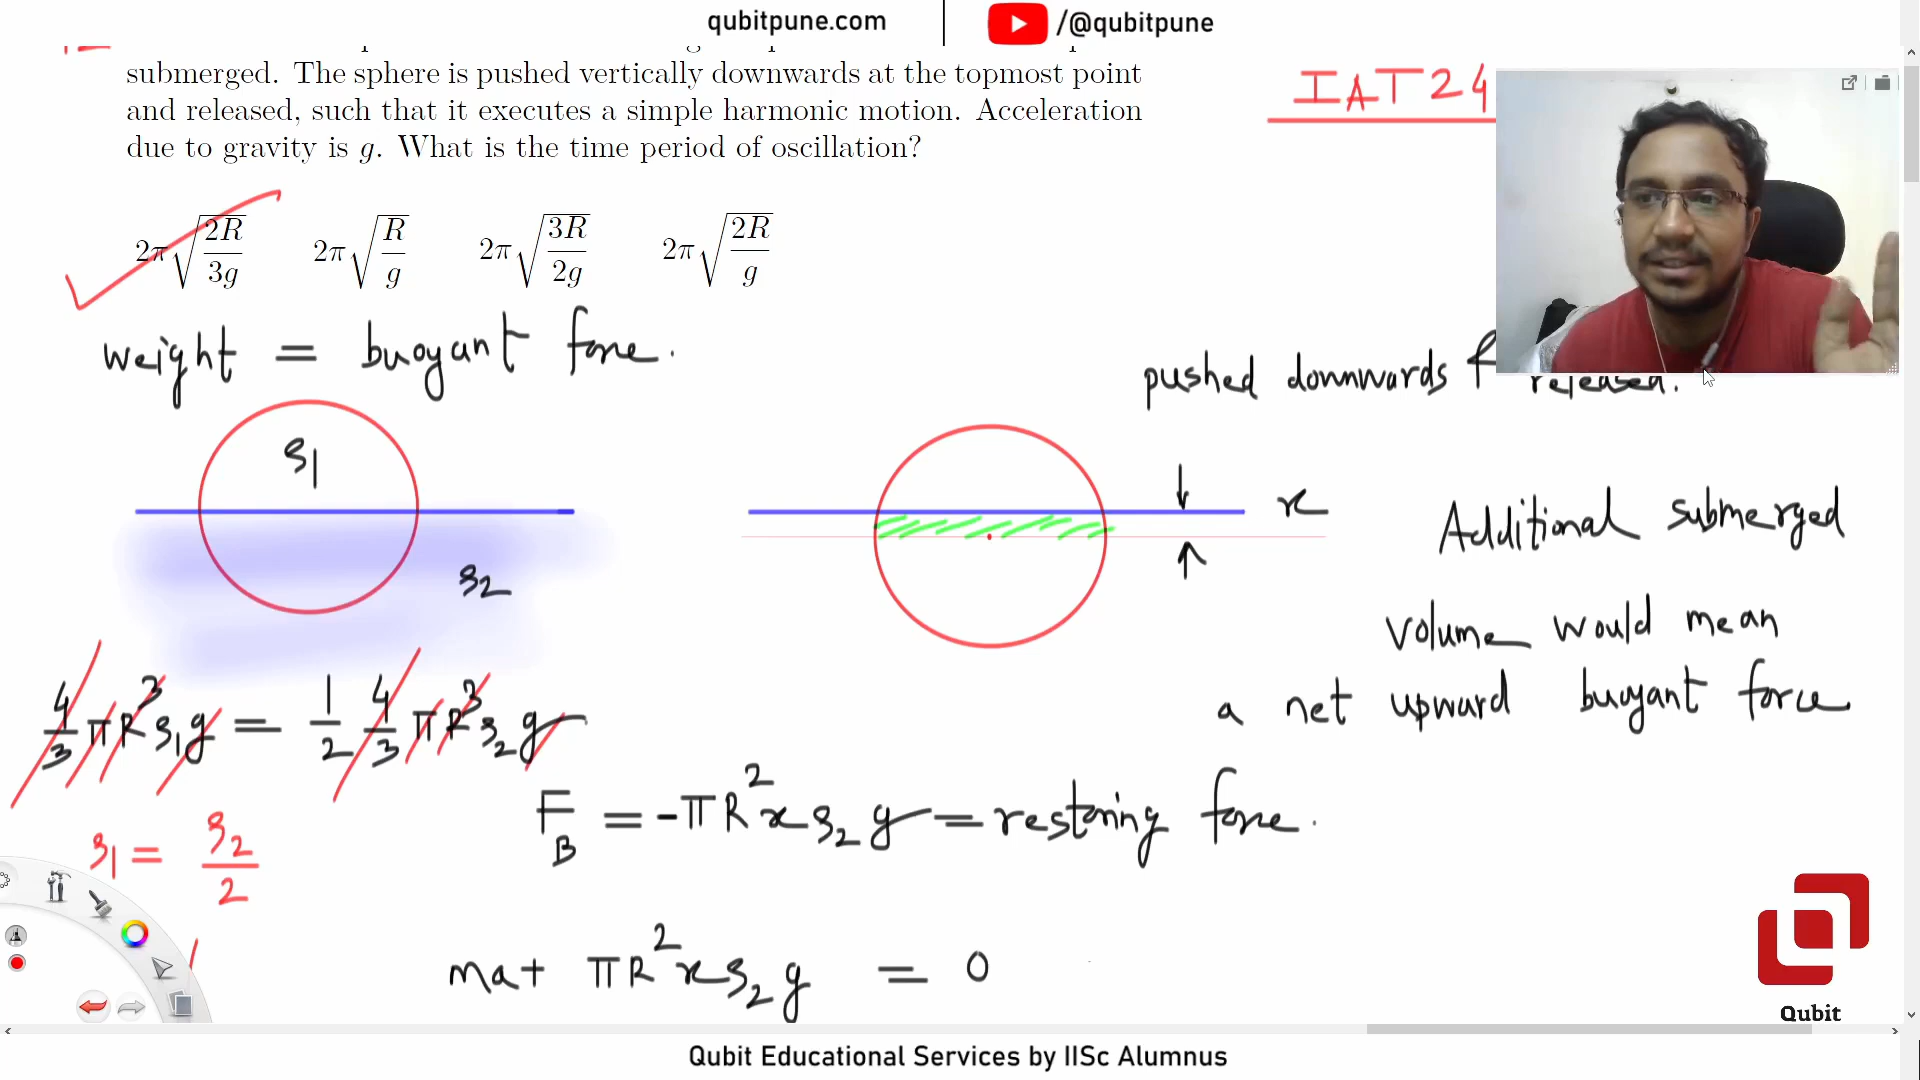 qubitpune.com
/@qubitpune
submerged. The sphere is pushed vertically downwards at the topmost point
and released, such that it executes a simple harmonic motion. Acceleration
due to gravity is g. What is the time period of oscillation?
IAT24
2π√(2R/3g) 2π√(R/g) 2π√(3R/2g) 2π√(2R/g)
weight = buoyant force.
pushed downwards & released.
ρ1
ρ2
x
Additional submerged
volume would mean
a net upward buoyant force
4/3 πR³ρ1g = 1/2 4/3 πR³ρ2g
F_B = -πR²xρ2g = restoring force.
ρ1 = ρ2/2
ma + πR²xρ2g = 0
Qubit
Qubit Educational Services by IISc Alumnus